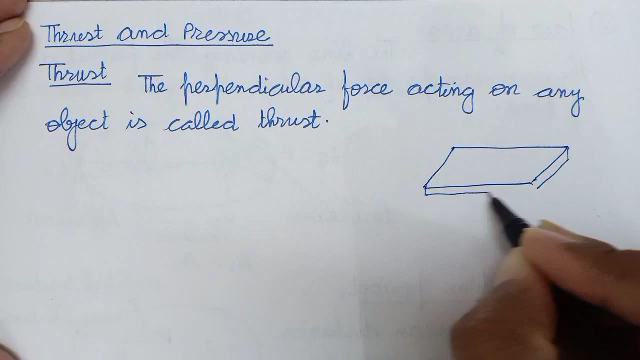 Thrust and Pressure
Thrust The perpendicular force acting on any
object is called thrust.